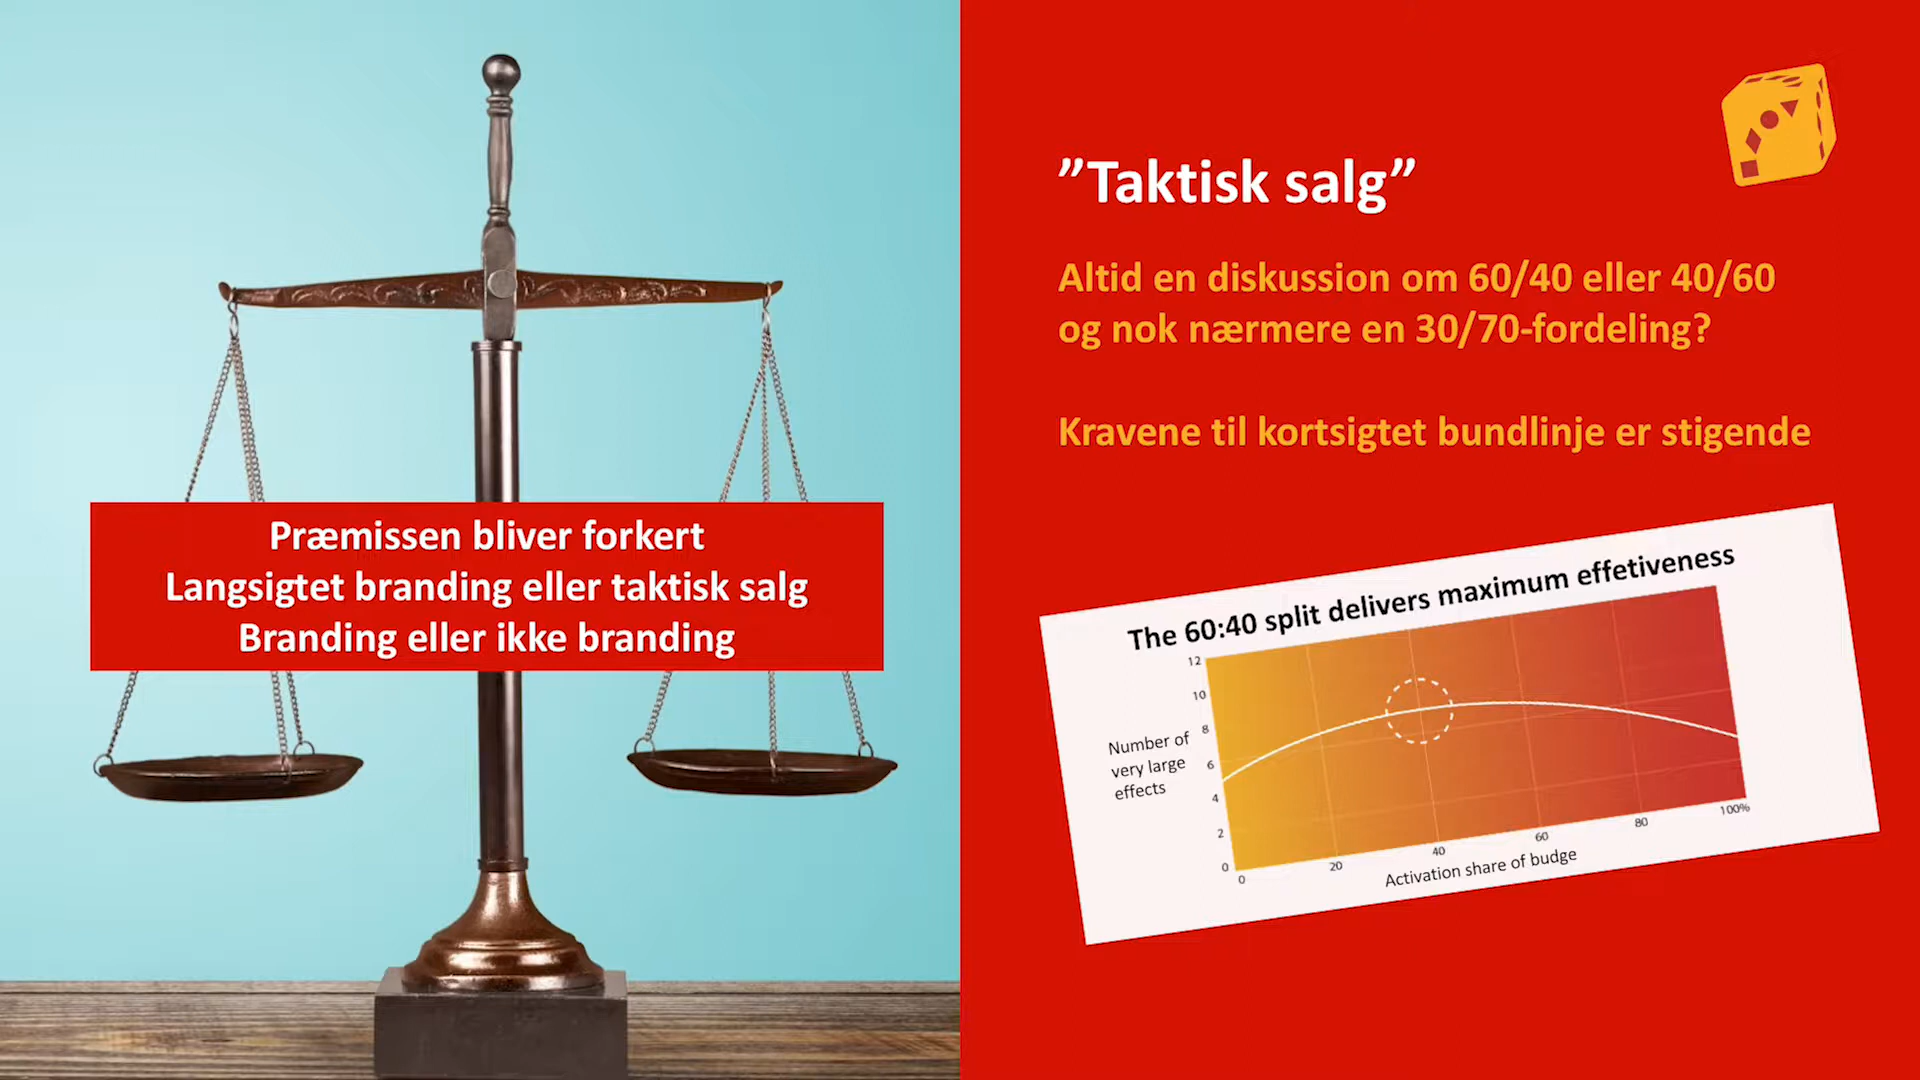 Præmissen bliver forkert
Langsigtet branding eller taktisk salg
Branding eller ikke branding
”Taktisk salg”
Altid en diskussion om 60/40 eller 40/60
og nok nærmere en 30/70-fordeling?
Kravene til kortsigtet bundlinje er stigende
The 60:40 split delivers maximum effetiveness
Number of
very large
effects
12
10
8
6
4
2
0
0
20
40
60
80
100%
Activation share of budge